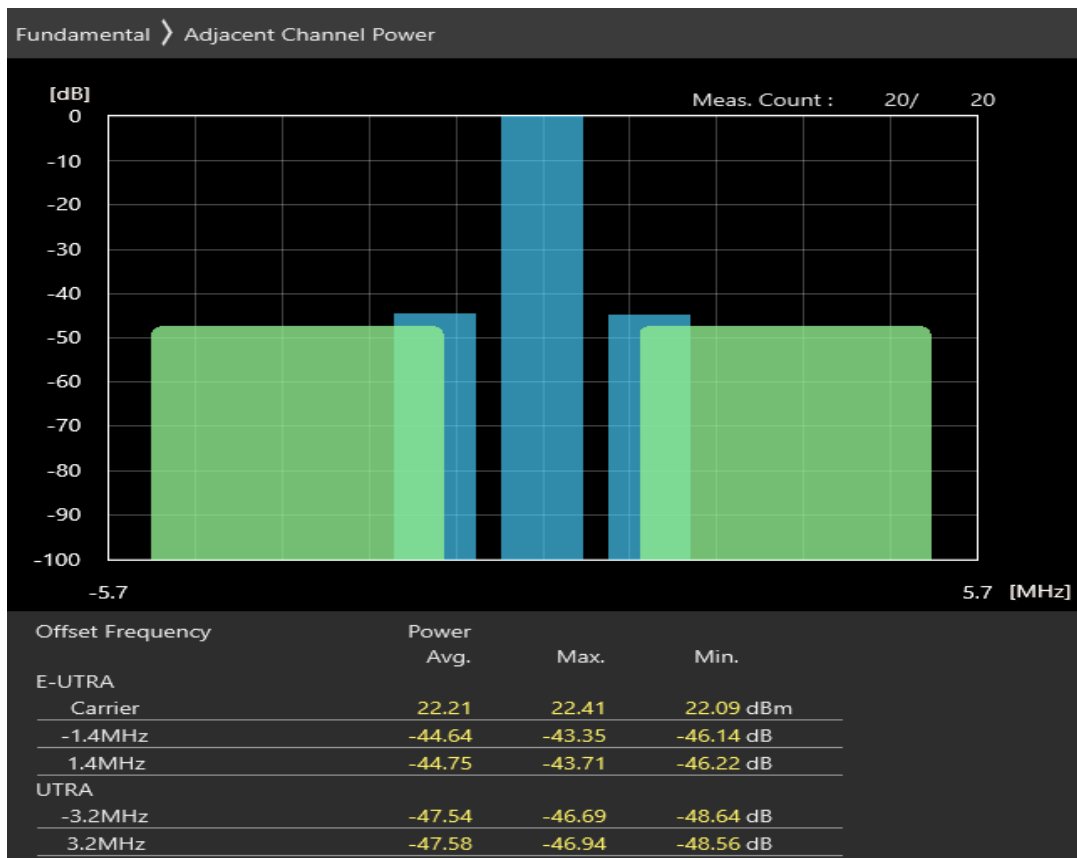 Fundamental 〉 Adjacent Channel Power
[dB]
Meas. Count : 20/ 20
0
-10
-20
-30
-40
-50
-60
-70
-80
-90
-100
-5.7 5.7 [MHz]
Offset Frequency Power
Avg. Max. Min.
E-UTRA
Carrier 22.21 22.41 22.09 dBm
-1.4MHz -44.64 -43.35 -46.14 dB
1.4MHz -44.75 -43.71 -46.22 dB
UTRA
-3.2MHz -47.54 -46.69 -48.64 dB
3.2MHz -47.58 -46.94 -48.56 dB